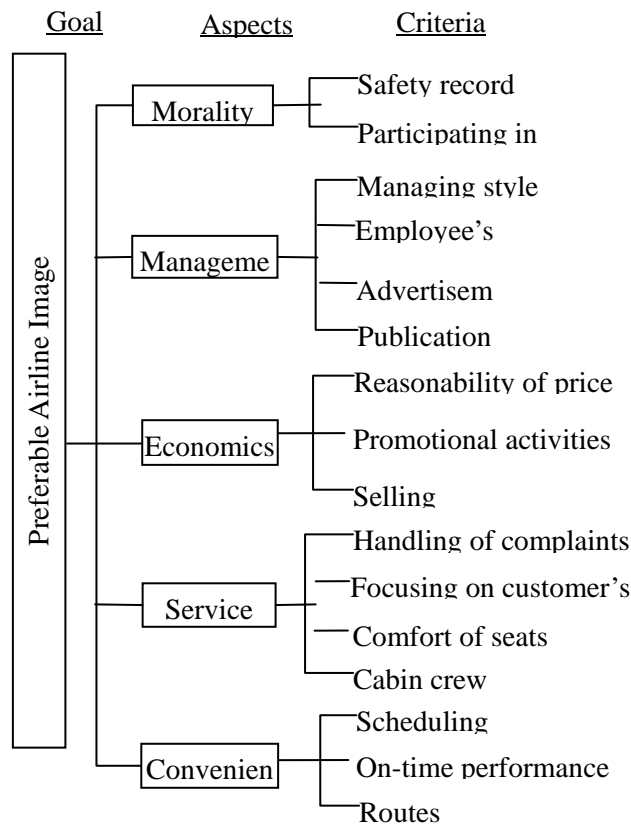 Goal Aspects Criteria
Preferable Airline Image
Morality
Safety record
Participating in
Manageme
Managing style
Employee's
Advertisem
Publication
Economics
Reasonability of price
Promotional activities
Selling
Service
Handling of complaints
Focusing on customer's
Comfort of seats
Cabin crew
Convenien
Scheduling
On-time performance
Routes